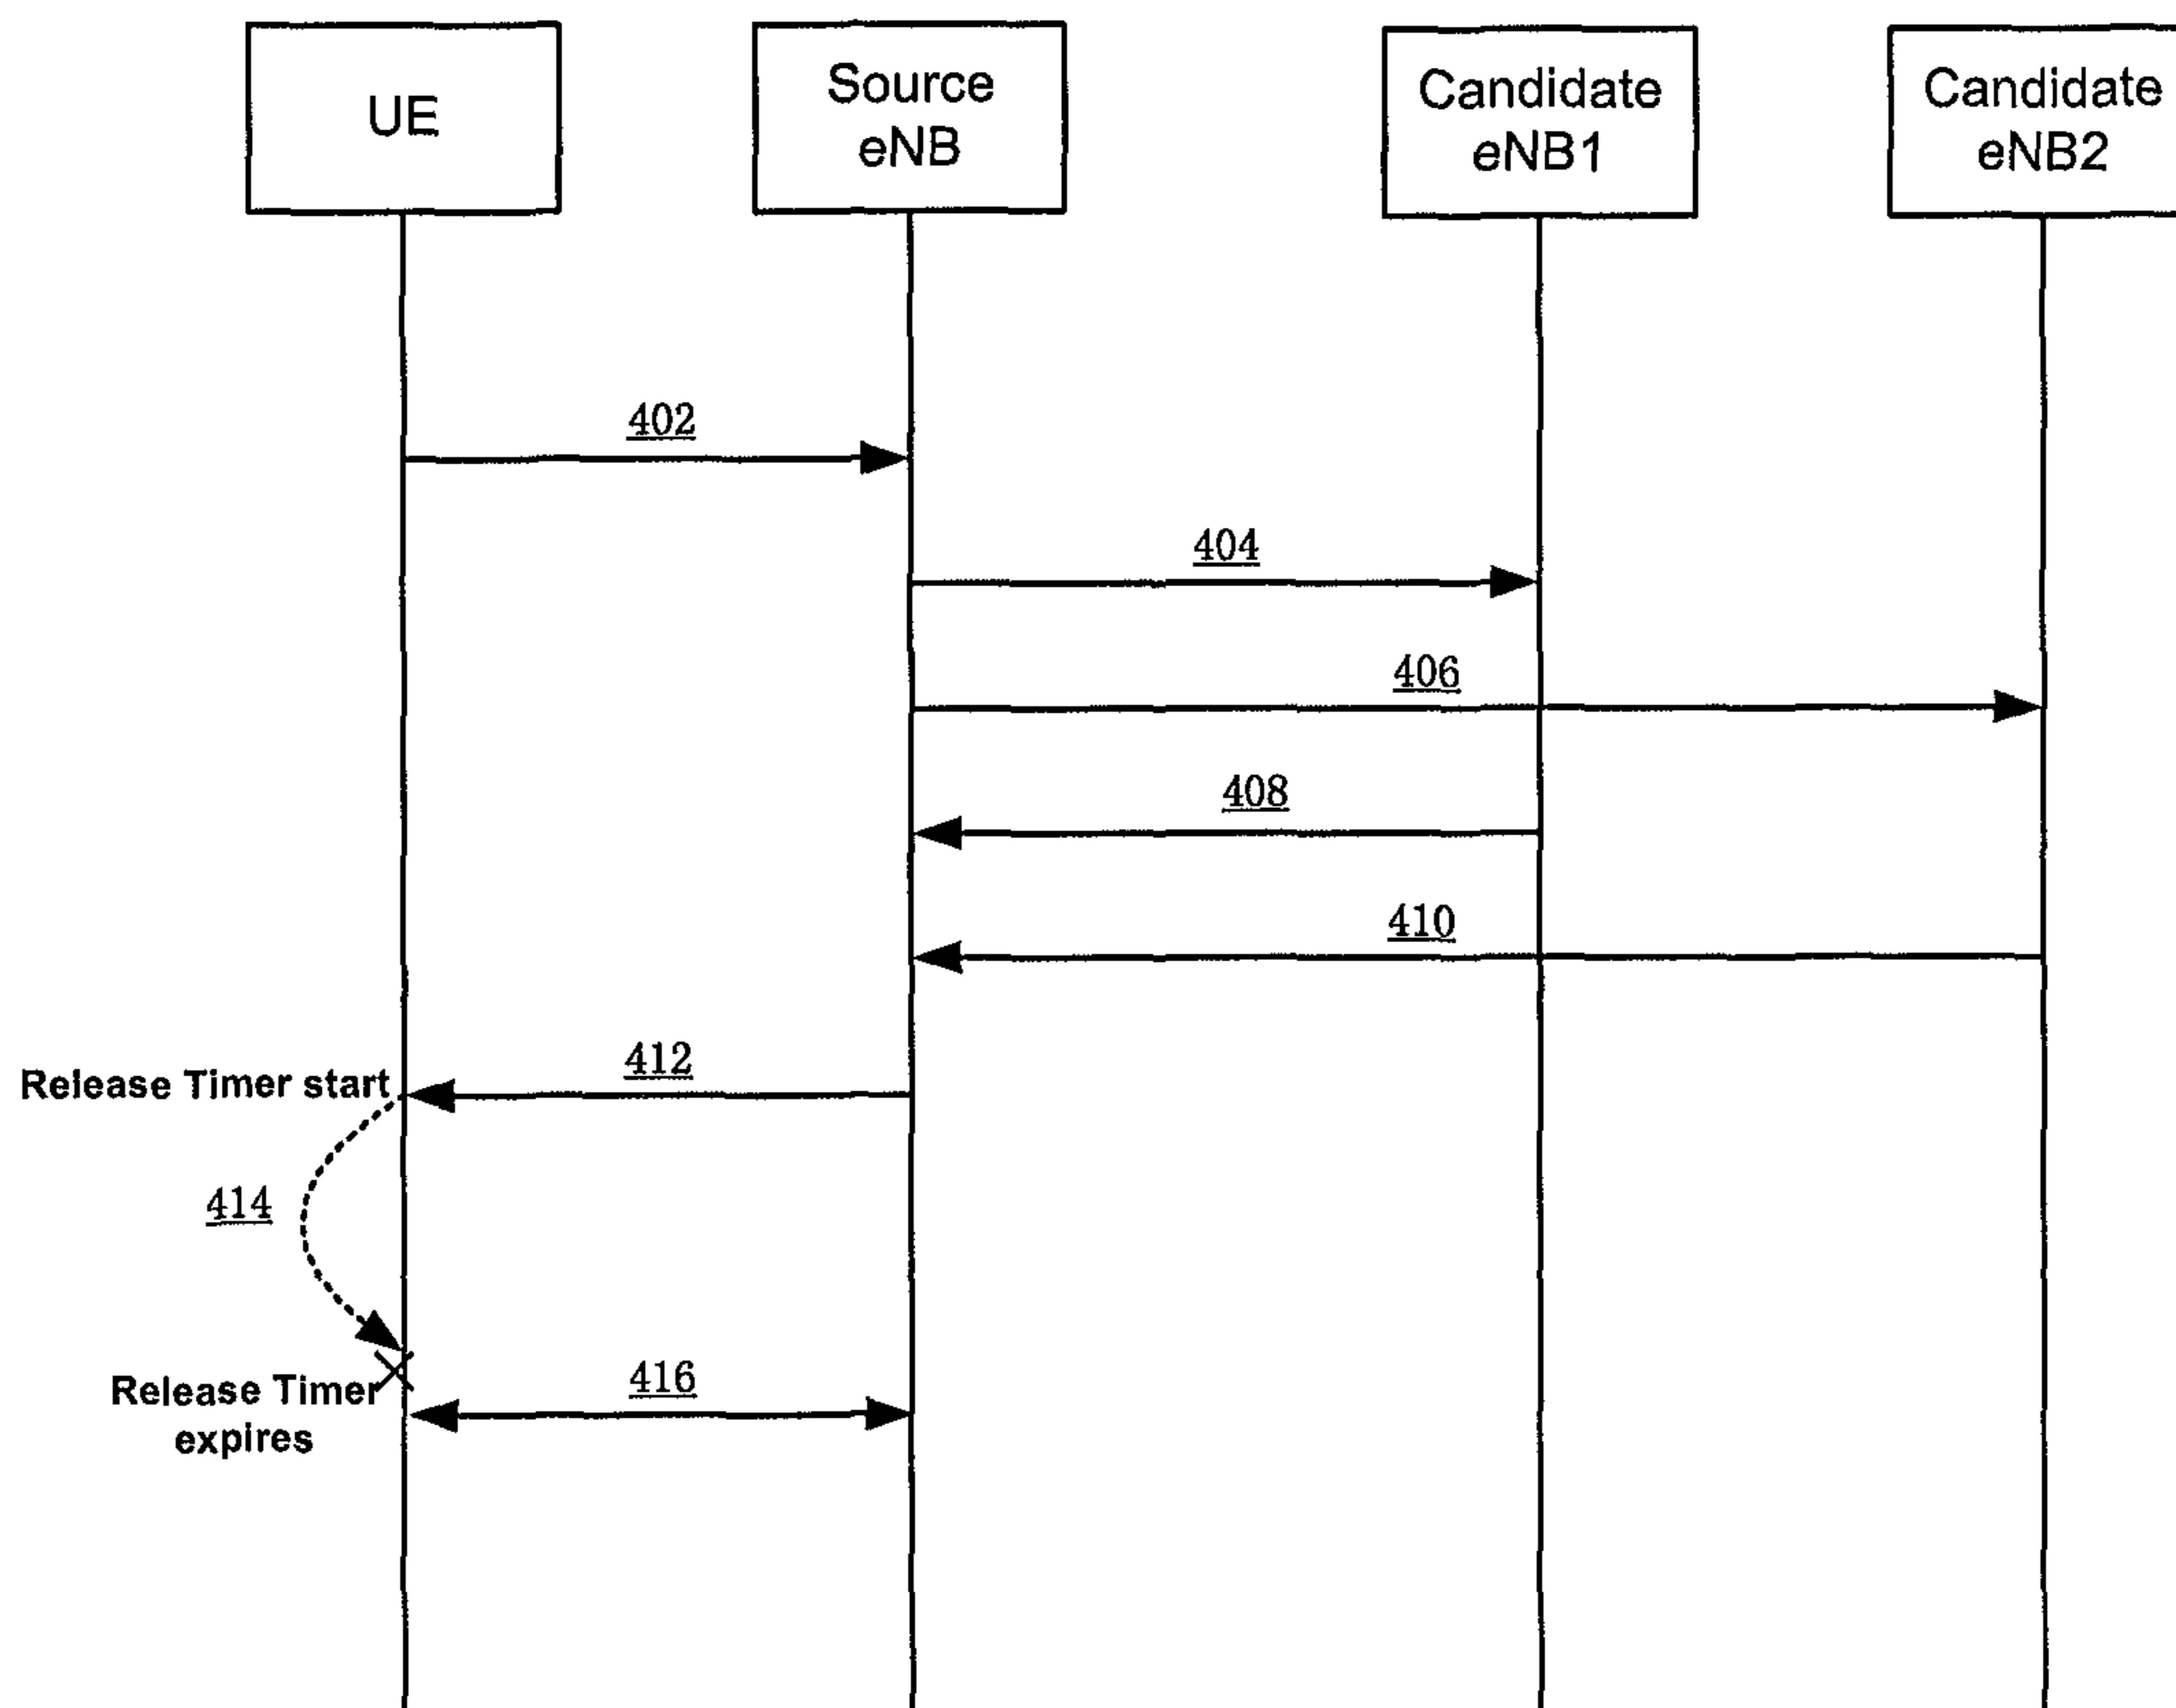 UE
Source
eNB
Candidate
eNB1
Candidate
eNB2
402
404
406
408
410
412
Release Timer start
414
416
Release Timer
expires